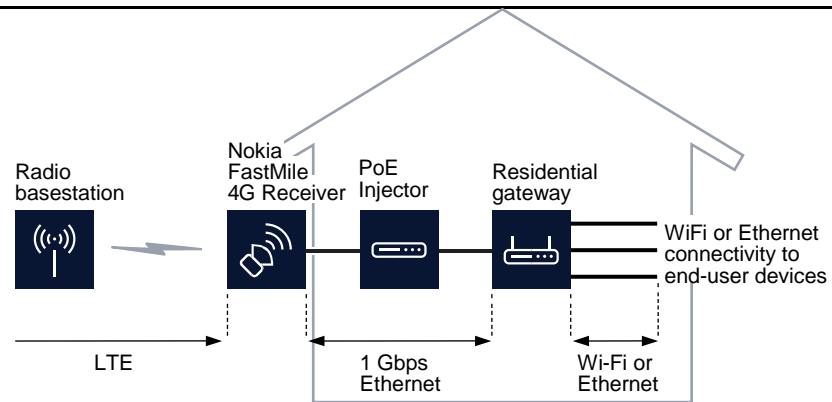 Radio
basestation
Nokia
FastMile
4G Receiver
PoE
Injector
Residential
gateway
WiFi or Ethernet
connectivity to
end-user devices
LTE
1 Gbps
Ethernet
Wi-Fi or
Ethernet